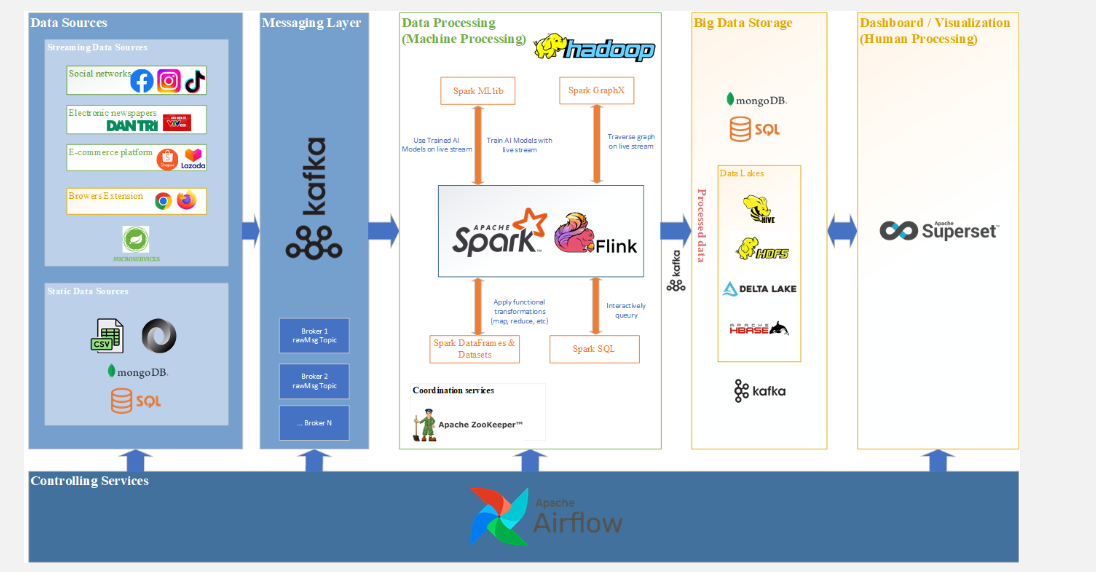 Data Sources
Streaming Data Sources
Social networks
Electronic newspapers
DANTRI
E-commerce platform
Lazada
Browers Extension
MICROSERVICES
Static Data Sources
CSV
mongoDB.
SQL
Messaging Layer
kafka
Broker 1
rawMsg Topic
Broker 2
rawMsg Topic
... Broker N
Data Processing
(Machine Processing)
hadoop
Spark MLlib
Spark GraphX
Use Trained AI
Models on live stream
Train AI Models with
live stream
Traverse graph
on live stream
APACHE
Spark™
Flink
Apply functional
transformations
(map, reduce, etc)
Interactively
queury
Spark DataFrames &
Datasets
Spark SQL
Coordination services
Apache ZooKeeper™
kafka
Big Data Storage
mongoDB.
SQL
Processed data
Data Lakes
HIVE
HDFS
DELTA LAKE
APACHE
HBASE
kafka
Dashboard / Visualization
(Human Processing)
Apache
Superset™
Controlling Services
Apache
Airflow